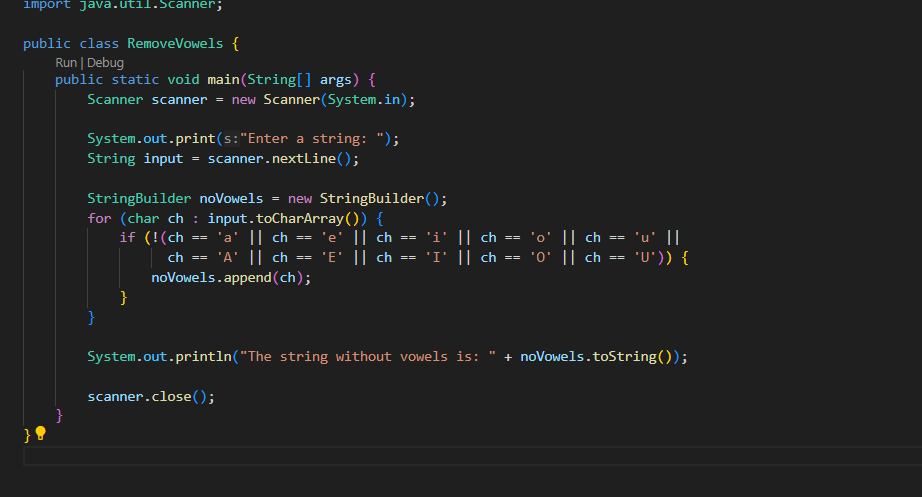 import java.util.Scanner;
public class RemoveVowels {
Run | Debug
public static void main(String[] args) {
Scanner scanner = new Scanner(System.in);
System.out.print(s:"Enter a string: ");
String input = scanner.nextLine();
StringBuilder noVowels = new StringBuilder();
for (char ch : input.toCharArray()) {
if (!(ch == 'a' || ch == 'e' || ch == 'i' || ch == 'o' || ch == 'u' ||
ch == 'A' || ch == 'E' || ch == 'I' || ch == 'O' || ch == 'U')) {
noVowels.append(ch);
}
}
System.out.println("The string without vowels is: " + noVowels.toString());
scanner.close();
}
}